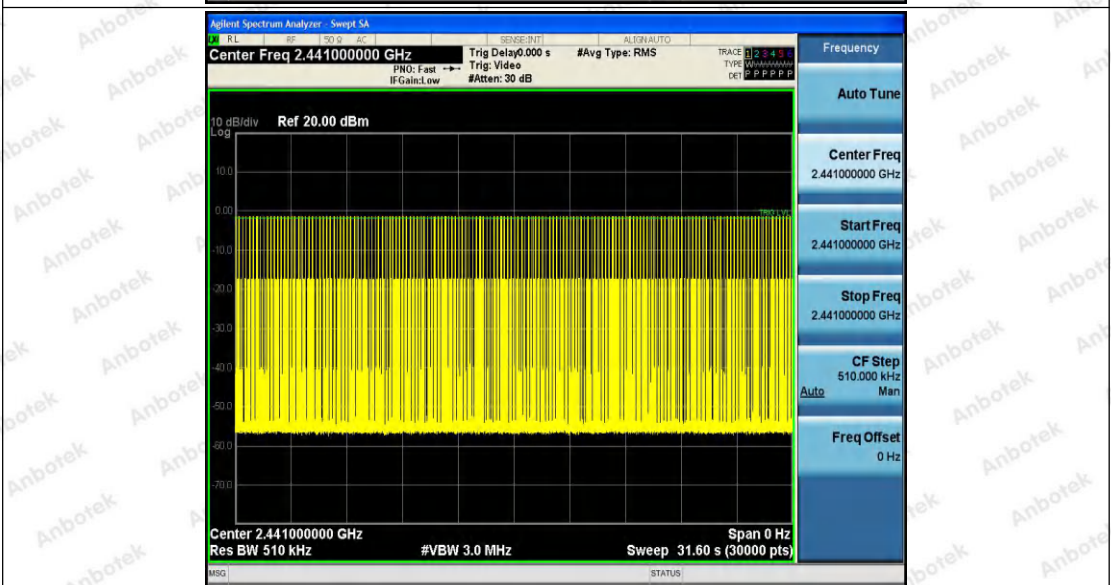 Agilent Spectrum Analyzer - Swept SA
RL RF 50 Ω AC SENSE:INT ALIGN AUTO
Center Freq 2.441000000 GHz
PNO: Fast
IFGain:Low
Trig Delay0.000 s
Trig: Video
#Atten: 30 dB
#Avg Type: RMS
TRACE 1 2 3 4 5 6
TYPE W
DET P P P P P P
Frequency
Auto Tune
Center Freq
2.441000000 GHz
Start Freq
2.441000000 GHz
Stop Freq
2.441000000 GHz
CF Step
510.000 kHz
Auto Man
Freq Offset
0 Hz
10 dB/div Ref 20.00 dBm
Log
10.0
0.00
TRIG LVL
-10.0
-20.0
-30.0
-40.0
-50.0
-60.0
-70.0
Center 2.441000000 GHz Span 0 Hz
Res BW 510 kHz #VBW 3.0 MHz Sweep 31.60 s (30000 pts)
MSG STATUS
Anbotek